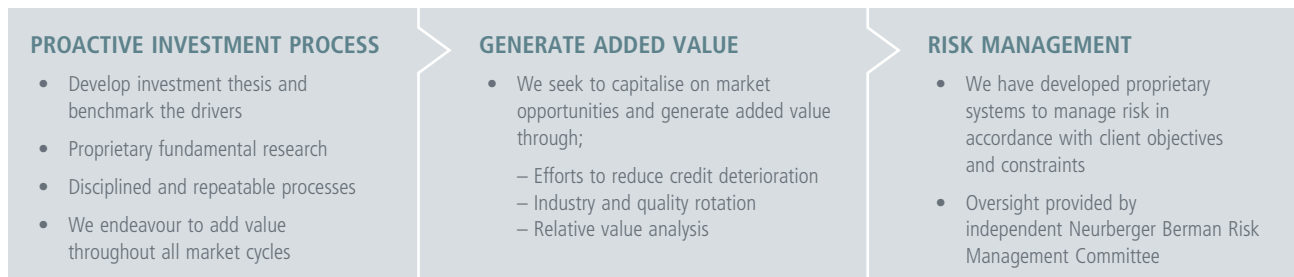 PROACTIVE INVESTMENT PROCESS
• Develop investment thesis and
benchmark the drivers
• Proprietary fundamental research
• Disciplined and repeatable processes
• We endeavour to add value
throughout all market cycles
GENERATE ADDED VALUE
• We seek to capitalise on market
opportunities and generate added value
through;
– Efforts to reduce credit deterioration
– Industry and quality rotation
– Relative value analysis
RISK MANAGEMENT
• We have developed proprietary
systems to manage risk in
accordance with client objectives
and constraints
• Oversight provided by
independent Neurberger Berman Risk
Management Committee